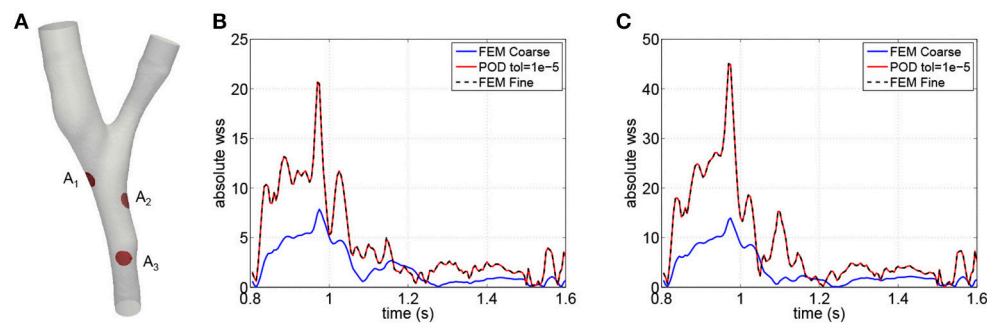 A
A1
A2
A3
B
absolute wss
25
20
15
10
5
0
0.8
1
1.2
1.4
1.6
time (s)
FEM Coarse
POD tol=1e−5
FEM Fine
C
absolute wss
50
40
30
20
10
0
0.8
1
1.2
1.4
1.6
time (s)
FEM Coarse
POD tol=1e−5
FEM Fine